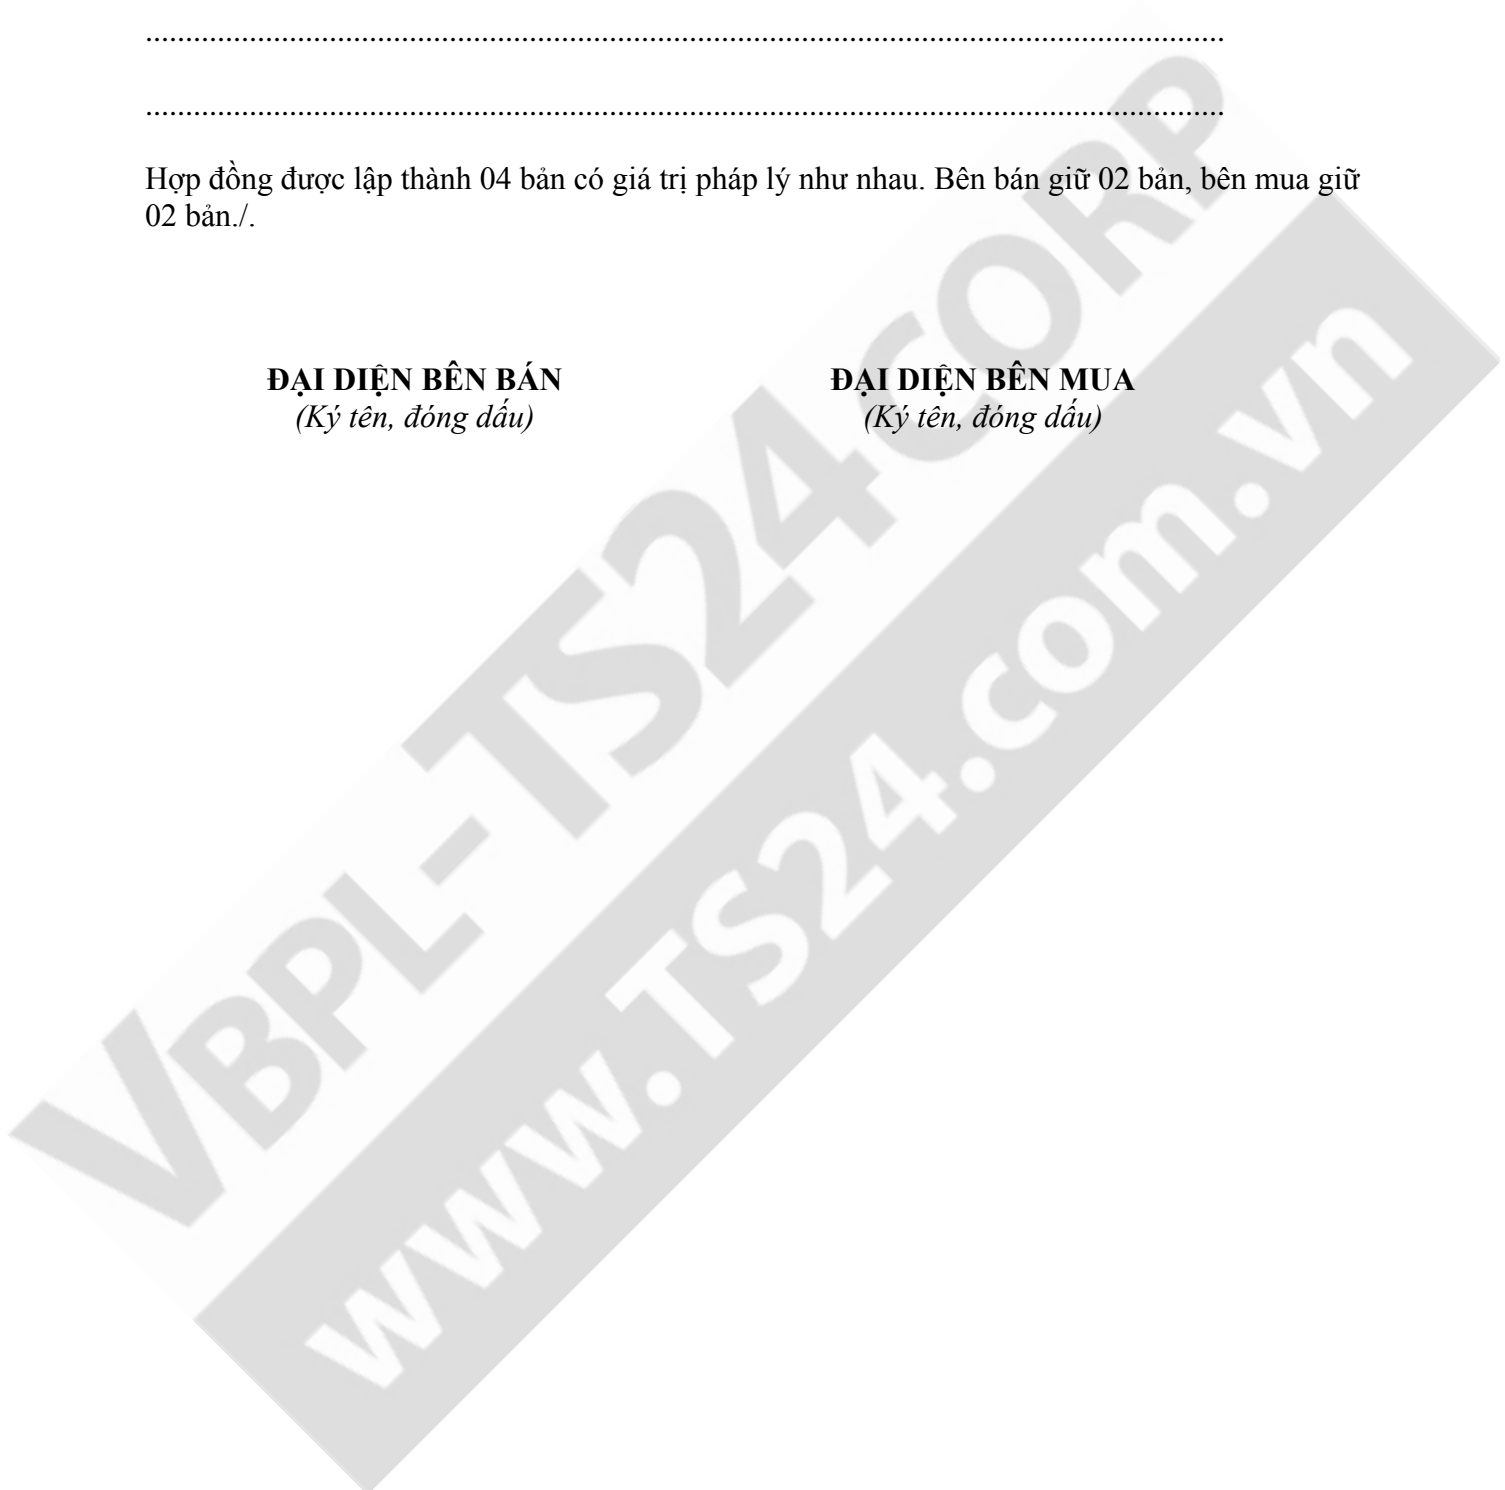 ........................................................................................................................................
........................................................................................................................................
Hợp đồng được lập thành 04 bản có giá trị pháp lý như nhau. Bên bán giữ 02 bản, bên mua giữ
02 bản./.
ĐẠI DIỆN BÊN BÁN ĐẠI DIỆN BÊN MUA
(Ký tên, đóng dấu) (Ký tên, đóng dấu)
VBPL-TS24CORP
www.TS24.com.vn